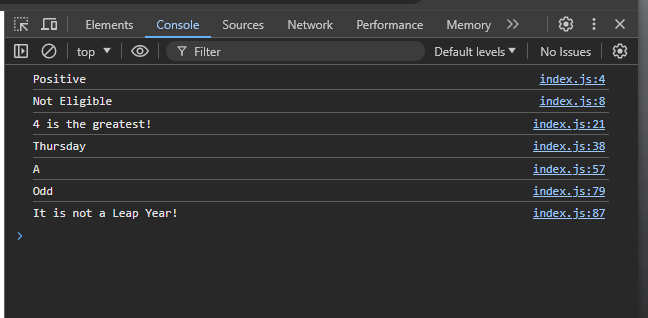 Elements Console Sources Network Performance Memory
top Filter Default levels No Issues
Positive index.js:4
Not Eligible index.js:8
4 is the greatest! index.js:21
Thursday index.js:38
A index.js:57
Odd index.js:79
It is not a Leap Year! index.js:87